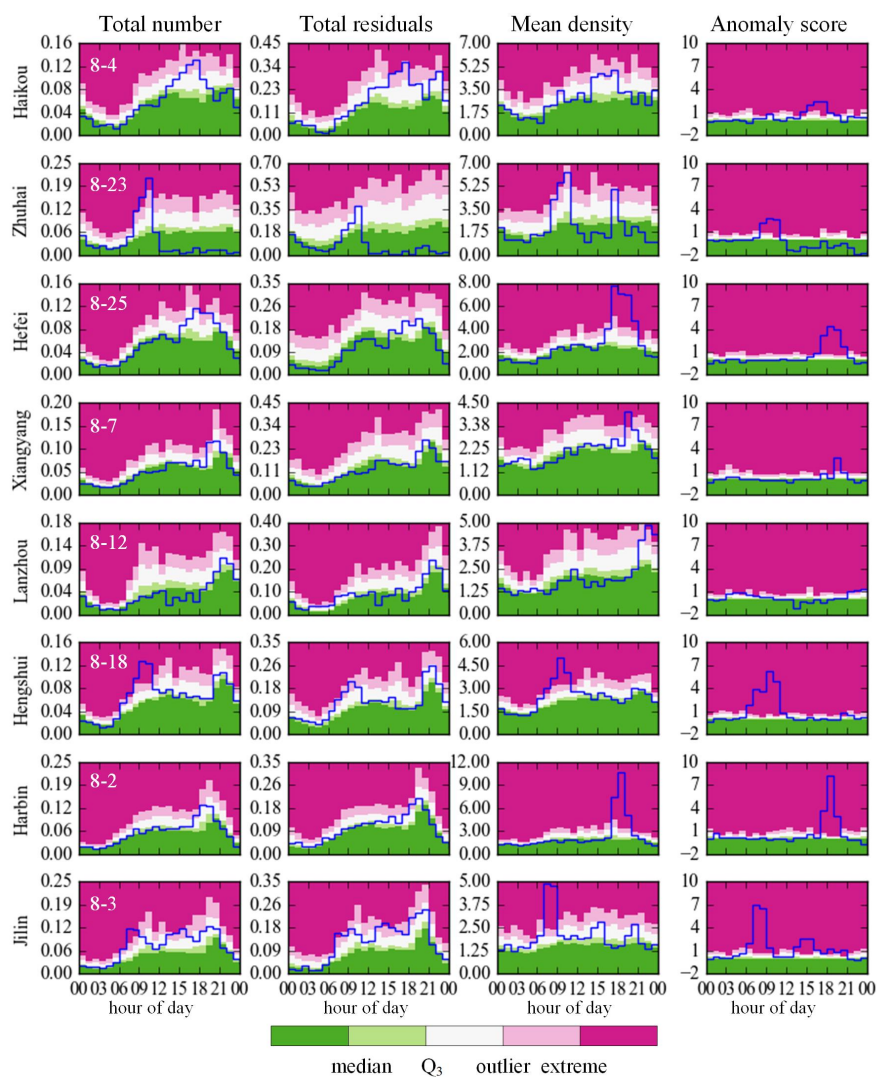 Total number Total residuals Mean density Anomaly score
Haikou
8-4
0.16 0.12 0.08 0.04 0.00
0.45 0.34 0.22 0.11 0.00
7.00 5.25 3.50 1.75 0.00
10 7 4 1 −2
Zhuhai
8-23
0.25 0.19 0.12 0.06 0.00
0.70 0.53 0.35 0.18 0.00
7.00 5.25 3.50 1.75 0.00
10 7 4 1 −2
Hefei
8-25
0.16 0.12 0.08 0.04 0.00
0.35 0.26 0.18 0.09 0.00
8.00 6.00 4.00 2.00 0.00
10 7 4 1 −2
Xiangyang
8-7
0.20 0.15 0.10 0.05 0.00
0.45 0.34 0.22 0.11 0.00
4.50 3.38 2.25 1.12 0.00
10 7 4 1 −2
Lanzhou
8-12
0.18 0.14 0.09 0.04 0.00
0.40 0.30 0.20 0.10 0.00
5.00 3.75 2.50 1.25 0.00
10 7 4 1 −2
Hengshui
8-18
0.16 0.12 0.08 0.04 0.00
0.35 0.26 0.18 0.09 0.00
6.00 4.50 3.00 1.50 0.00
10 7 4 1 −2
Harbin
8-2
0.25 0.19 0.12 0.06 0.00
0.35 0.26 0.18 0.09 0.00
12.00 9.00 6.00 3.00 0.00
10 7 4 1 −2
Jilin
8-3
0.25 0.19 0.12 0.06 0.00
0.35 0.26 0.18 0.09 0.00
5.00 3.75 2.50 1.25 0.00
10 7 4 1 −2
00 03 06 09 12 15 18 21 00 00 03 06 09 12 15 18 21 00 00 03 06 09 12 15 18 21 00 00 03 06 09 12 15 18 21 00
hour of day hour of day hour of day hour of day
median Q₃ outlier extreme